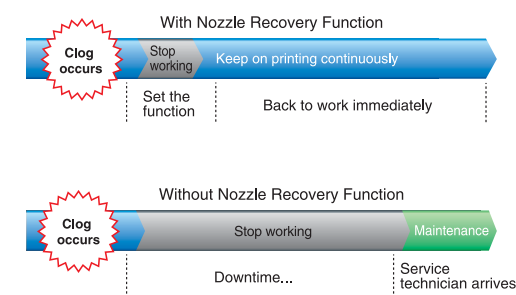 With Nozzle Recovery Function
Clog
occurs
Stop
working
Keep on printing continuously
Set the
function
Back to work immediately
Without Nozzle Recovery Function
Clog
occurs
Stop working
Maintenance
Downtime...
Service
technician arrives